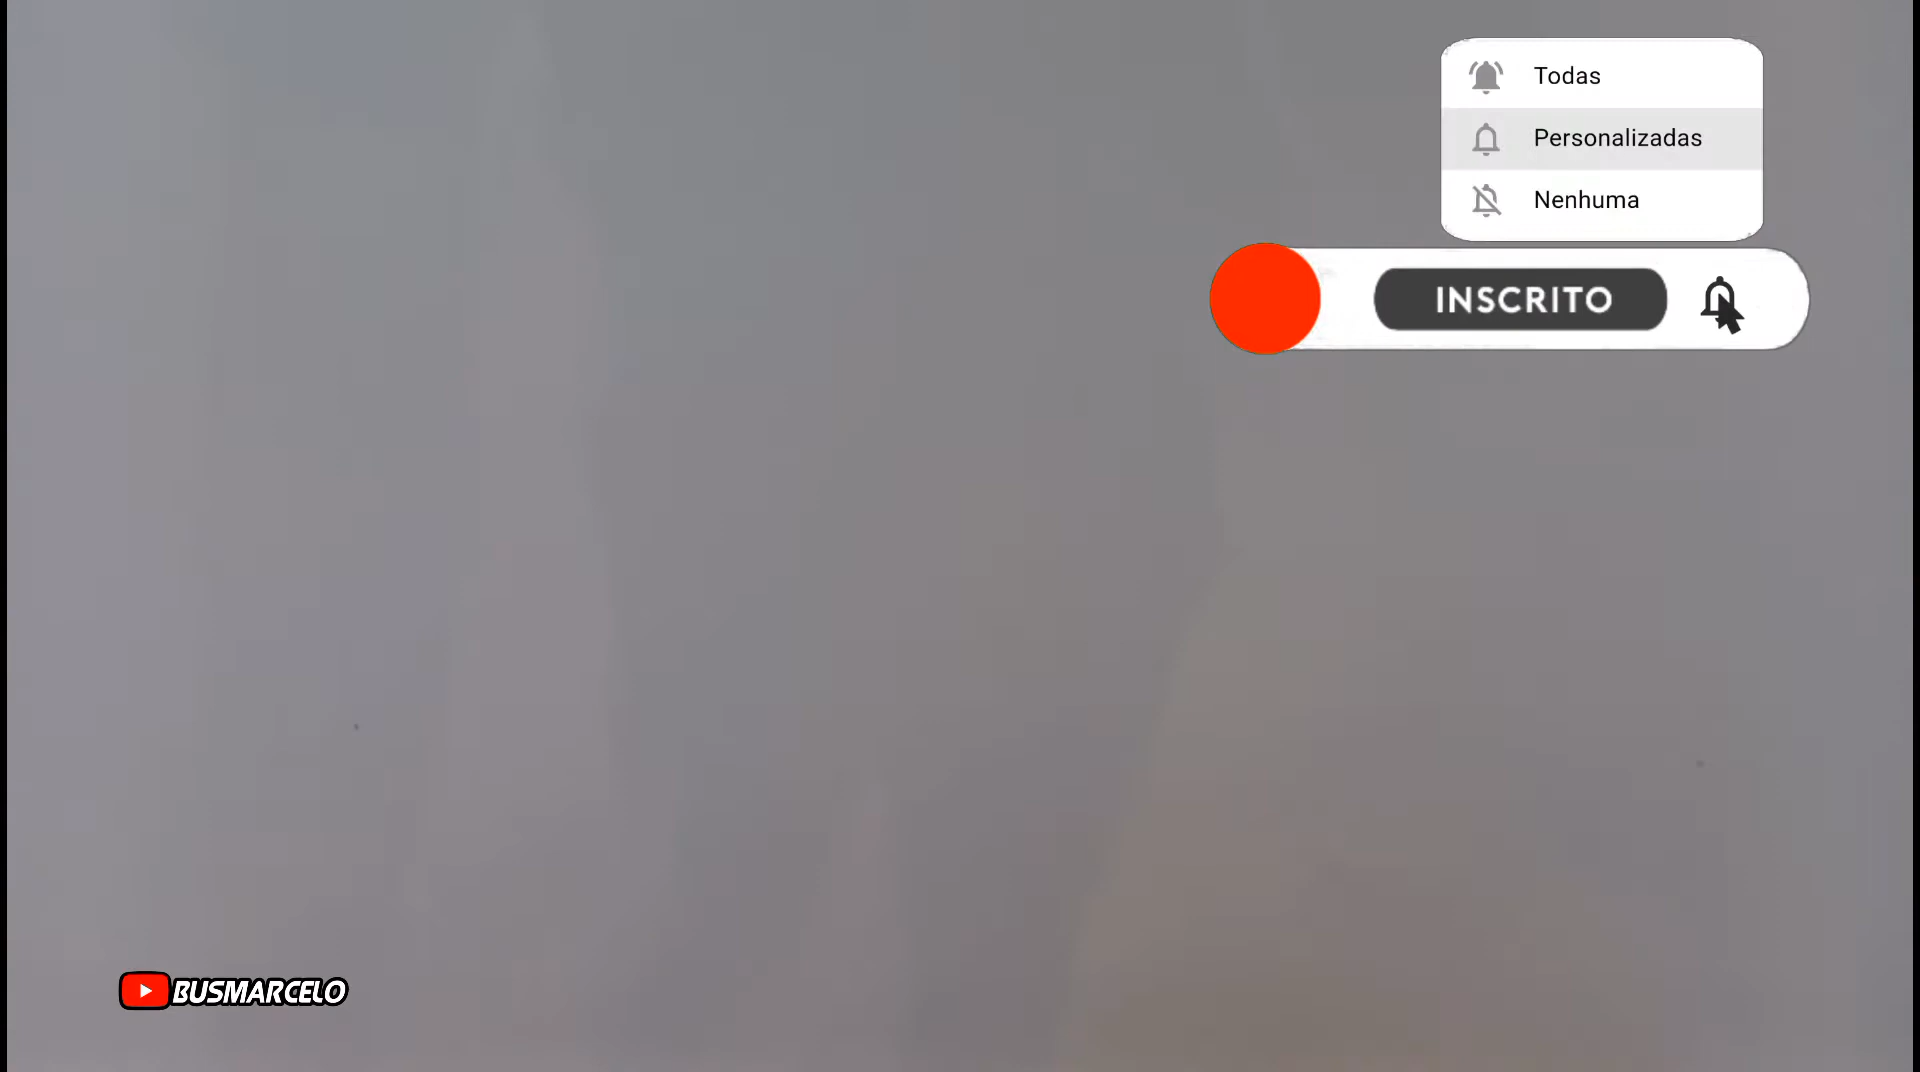 Todas
Personalizadas
Nenhuma
INSCRITO
BUSMARCELO